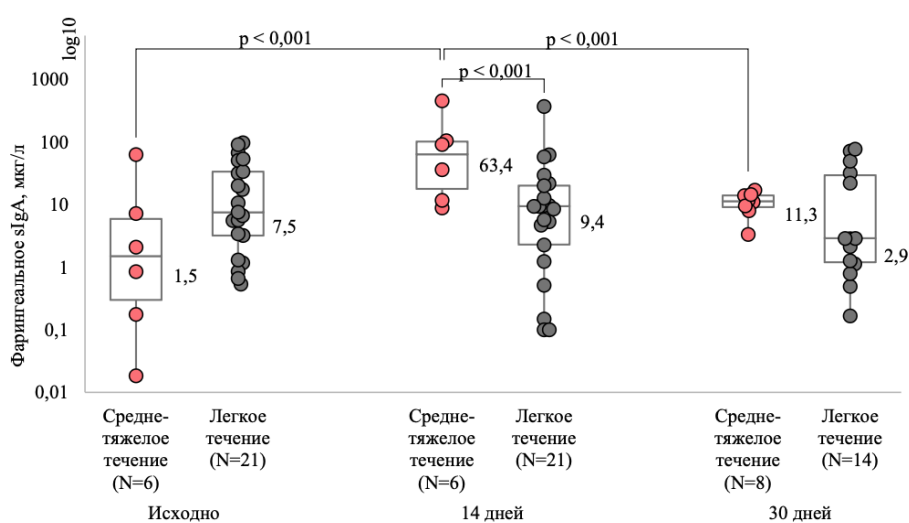 log10
Фарингеальное sIgA, мкг/л
1000
100
10
1
0,1
0,01
p < 0,001
p < 0,001
p < 0,001
1,5
7,5
63,4
9,4
11,3
2,9
Средне-
тяжелое
течение
(N=6)
Легкое
течение
(N=21)
Средне-
тяжелое
течение
(N=6)
Легкое
течение
(N=21)
Средне-
тяжелое
течение
(N=8)
Легкое
течение
(N=14)
Исходно
14 дней
30 дней